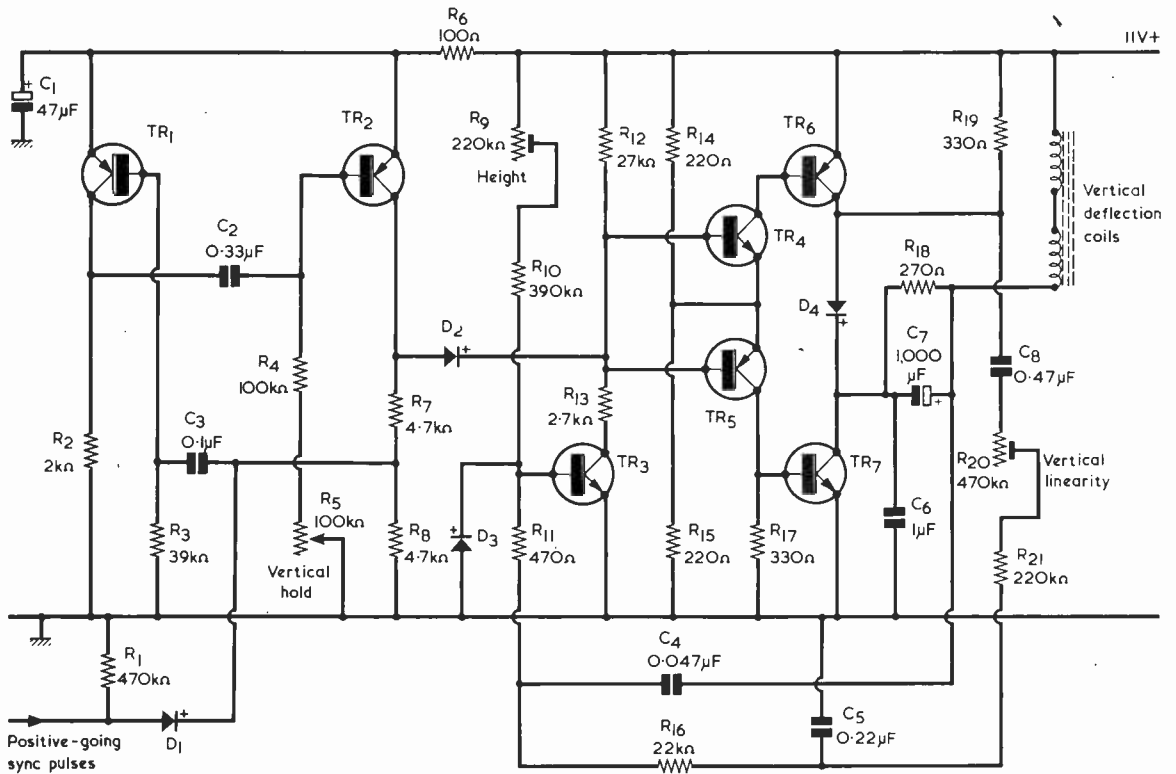 R6
100Ω
11V+
C1
47µF
+
TR1
TR2
R9
220kΩ
Height
R12
27kΩ
R14
220Ω
TR6
R19
330Ω
Vertical
deflection
coils
C2
0·33µF
TR4
R10
390kΩ
R18
270Ω
D2
+
D4
+
C7
1,000
µF
+
C8
0·47µF
R4
100kΩ
R7
4·7kΩ
R13
2·7kΩ
TR5
R2
2kΩ
C3
0·1µF
TR3
TR7
R20
470kΩ
Vertical
linearity
R5
100kΩ
Vertical
hold
R3
39kΩ
R8
4·7kΩ
+
D3
R11
470Ω
R15
220Ω
R17
330Ω
C6
1µF
R21
220kΩ
R1
470kΩ
C4
0·047µF
Positive-going
sync pulses
+
D1
R16
22kΩ
C5
0·22µF